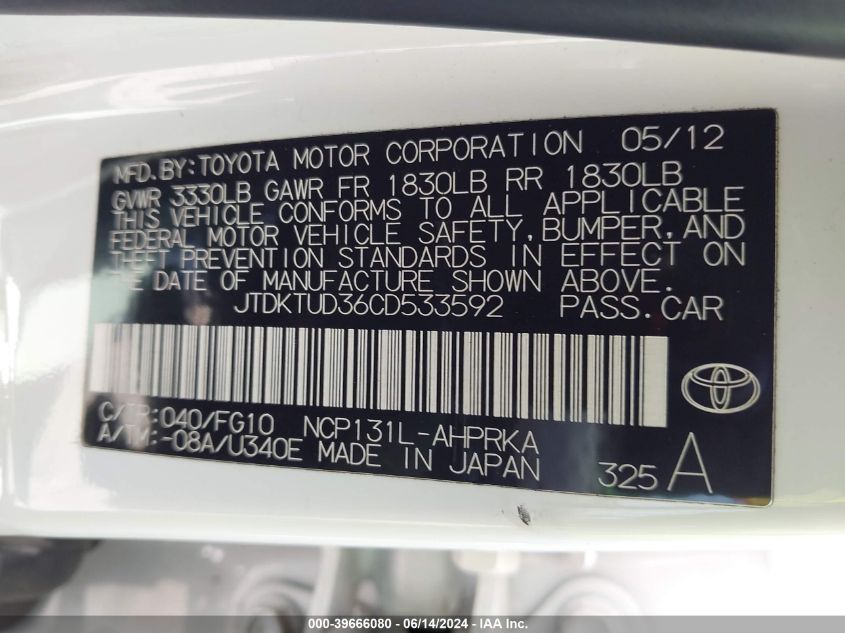 MFD. BY: TOYOTA MOTOR CORPORATION 05/12
GVWR 3330LB GAWR FR 1830LB RR 1830LB
THIS VEHICLE CONFORMS TO ALL APPLICABLE
FEDERAL MOTOR VEHICLE SAFETY, BUMPER, AND
THEFT PREVENTION STANDARDS IN EFFECT ON
THE DATE OF MANUFACTURE SHOWN ABOVE.
JTDKTUD36CD533592 PASS.CAR
C/TR: 040/FG10 NCP131L-AHPRKA
A/TM: -08A/U340E MADE IN JAPAN 325 A
000-39666080 - 06/14/2024 - IAA Inc.